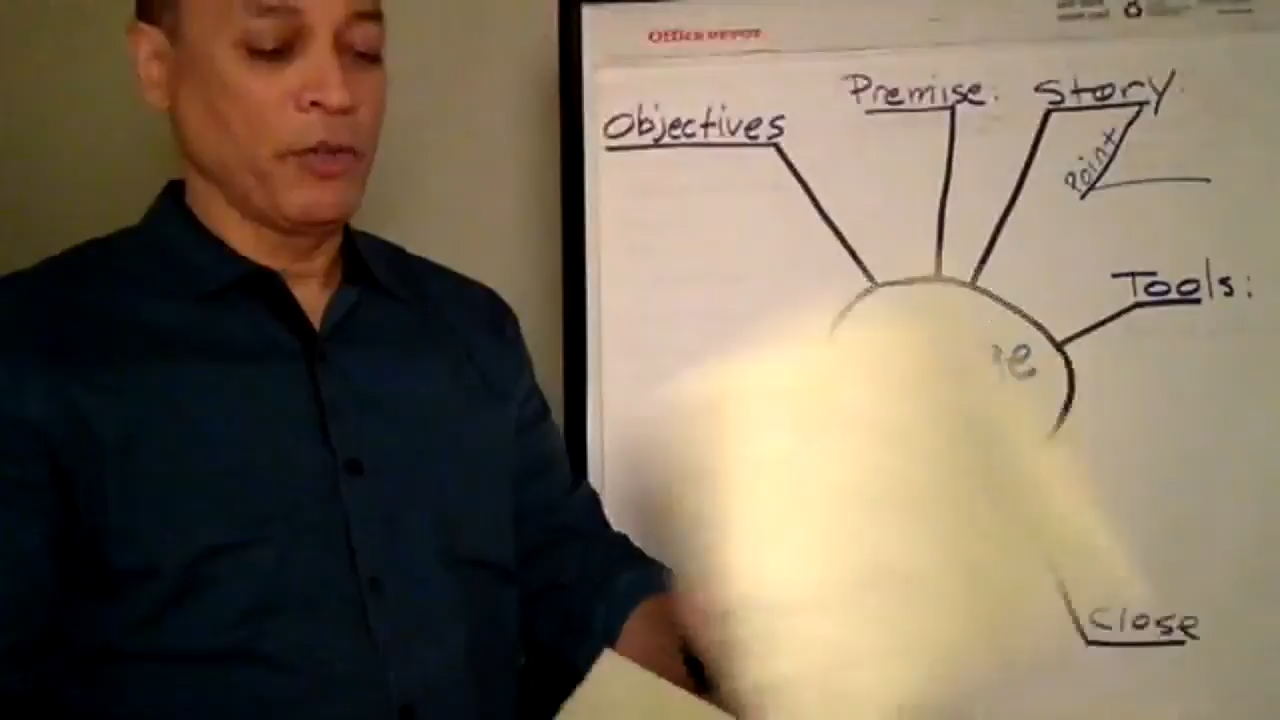 Office DEPOT
Objectives
Premise:
Story
Point
Tools:
Close